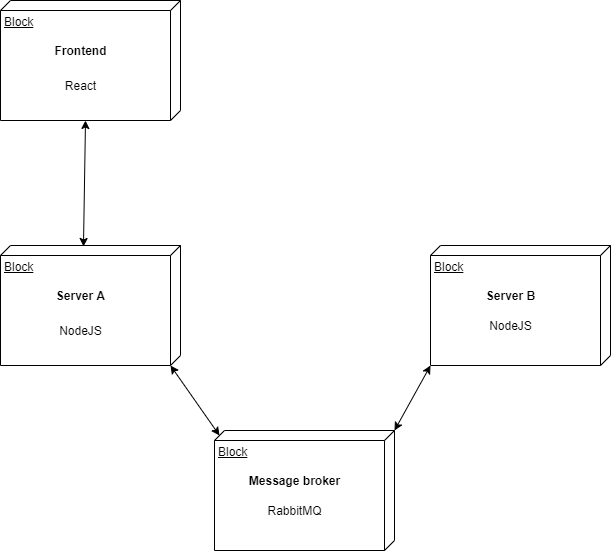 Block
Frontend
React
Block
Server A
NodeJS
Block
Server B
NodeJS
Block
Message broker
RabbitMQ